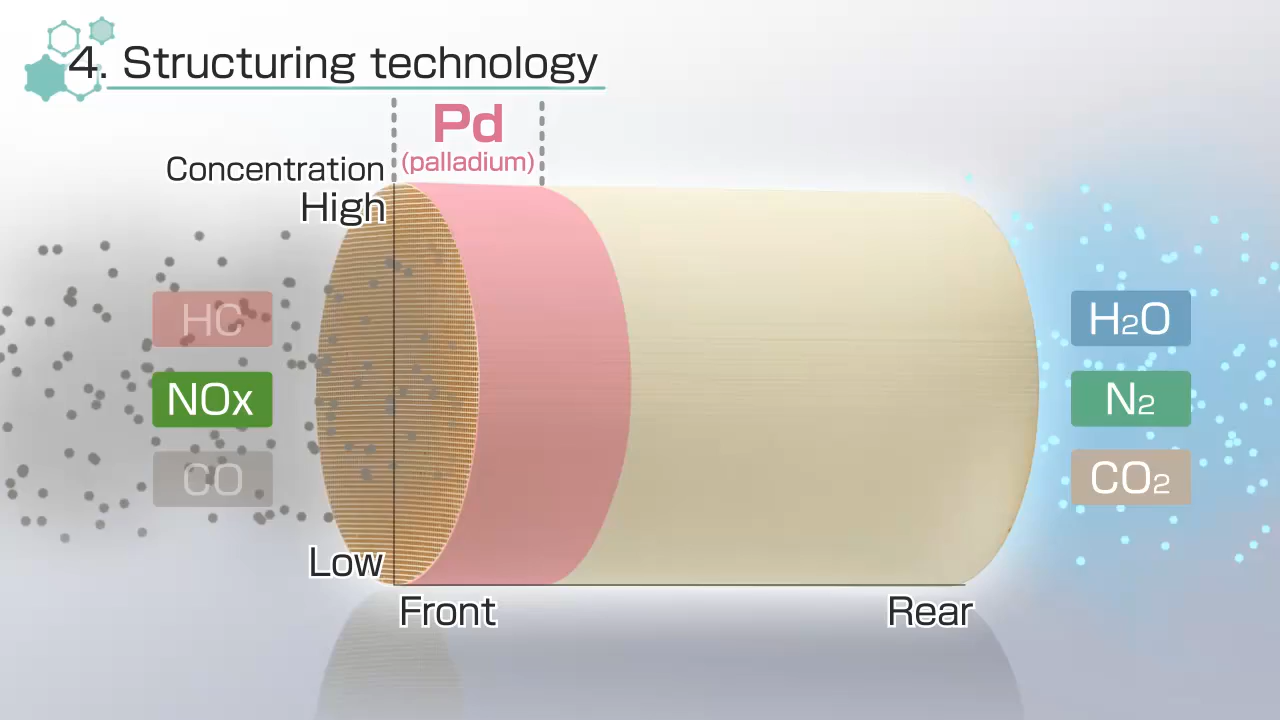 4. Structuring technology
Pd
(palladium)
Concentration
High
HC
NOx
CO
Low
Front
Rear
H₂O
N₂
CO₂